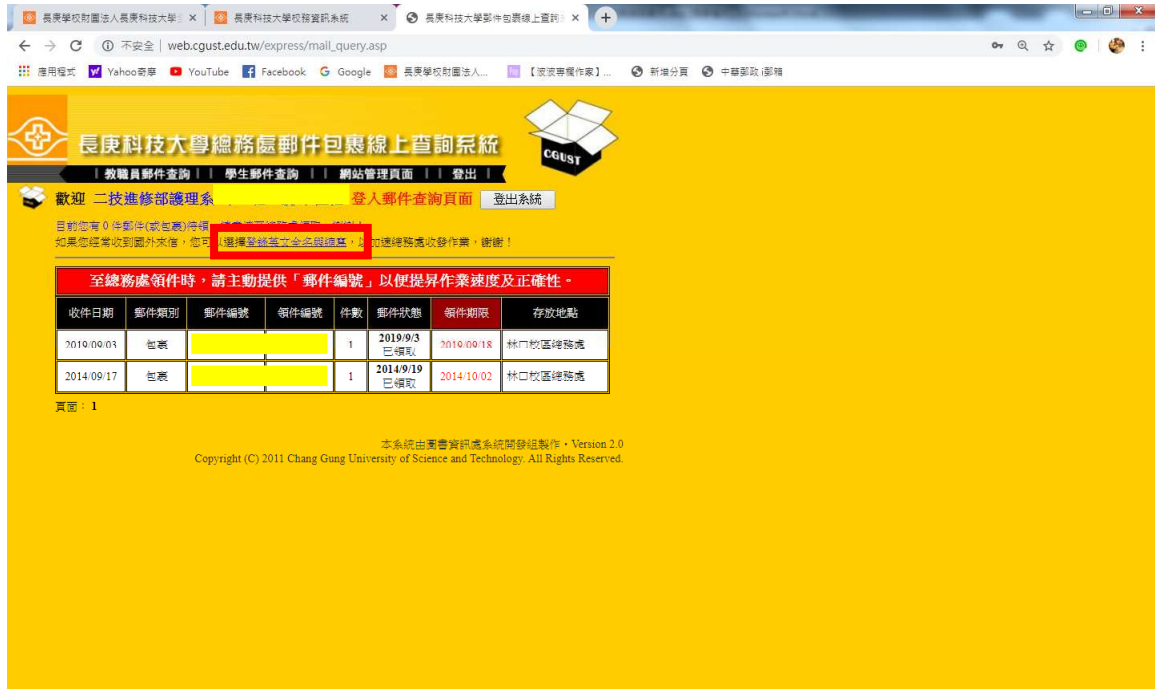 長庚學校財團法人長庚科技大學
長庚科技大學校務資訊系統
長庚科技大學郵件包裹線上查詢
不安全 | web.cgust.edu.tw/express/mail_query.asp
應用程式 Yahoo奇摩 YouTube Facebook Google 長庚學校財團法人... 【波波專欄作家】... 新增分頁 中華郵政i郵箱
長庚科技大學總務處郵件包裹線上查詢系統
CGUST
| 教職員郵件查詢 | | 學生郵件查詢 | | 網站管理頁面 | | 登出 |
歡迎 二技進修部護理系 登入郵件查詢頁面 登出系統
目前您有 0 件郵件(或包裹)待領
如果您經常收到國外來信,您可以選擇登錄英文全名與縮寫,以加速總務處收發作業,謝謝!
至總務處領件時,請主動提供「郵件編號」以便提昇作業速度及正確性。
收件日期 郵件類別 郵件編號 領件編號 件數 郵件狀態 領件期限 存放地點
2019/09/03 包裹 1 2019/9/3 已領取 2019/09/18 林口校區總務處
2014/09/17 包裹 1 2014/9/19 已領取 2014/10/02 林口校區總務處
頁面: 1
本系統由圖書資訊處系統開發組製作・Version 2.0
Copyright (C) 2011 Chang Gung University of Science and Technology. All Rights Reserved.